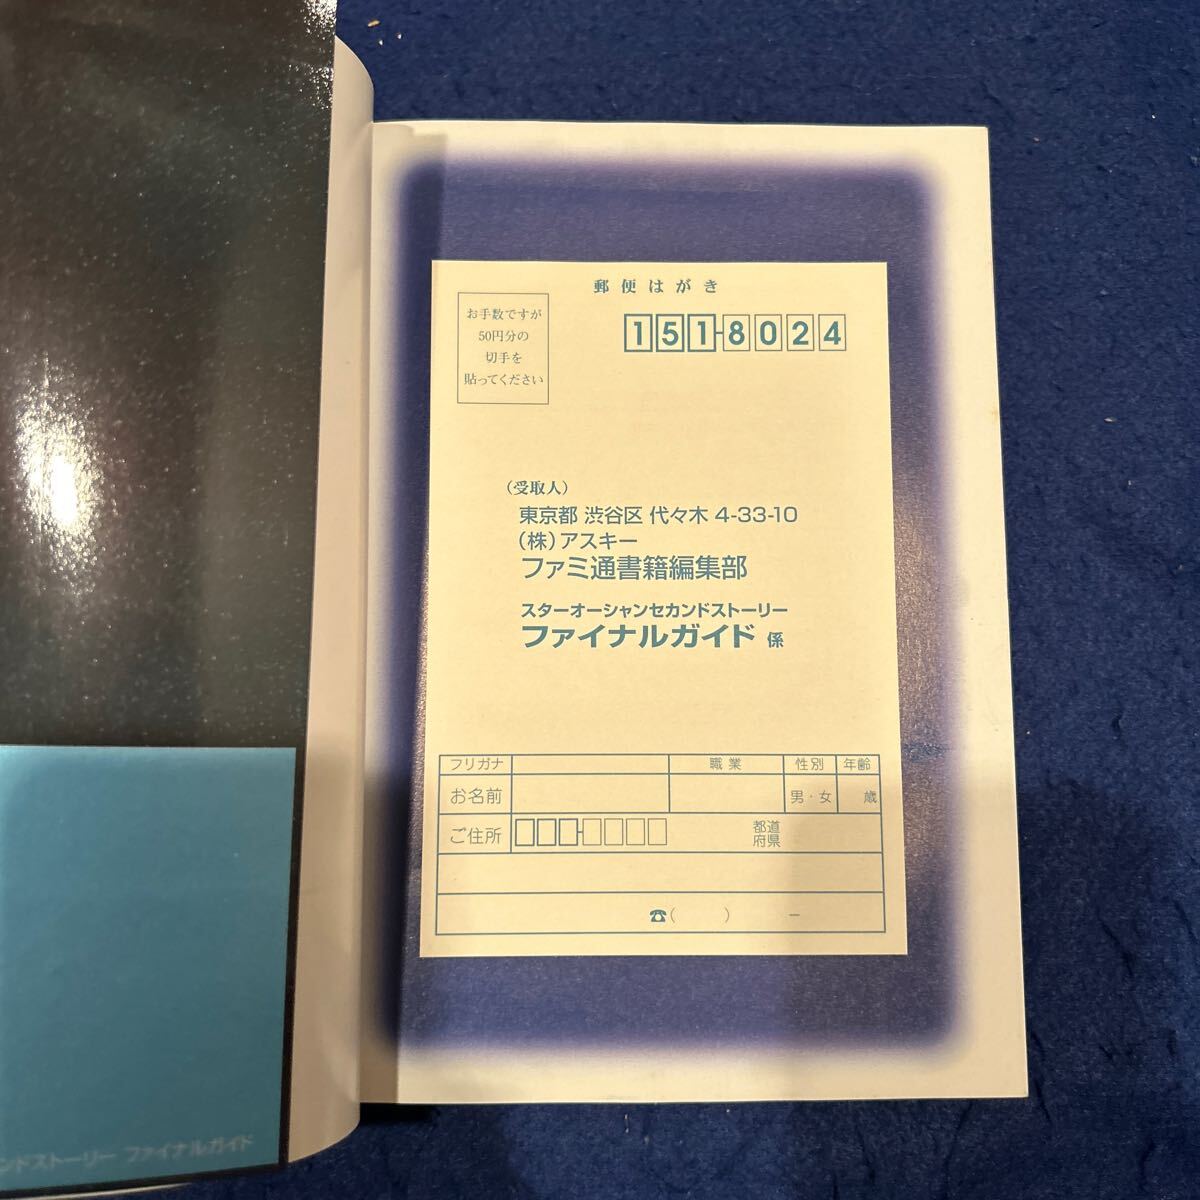 郵便はがき
お手数ですが
50円分の
切手を
貼ってください
151-8024
（受取人）
東京都 渋谷区 代々木 4-33-10
（株）アスキー
ファミ通書籍編集部
スターオーシャンセカンドストーリー
ファイナルガイド 係
フリガナ 職業 性別 年齢
お名前 男・女 歳
ご住所 都道
府県
☎( ) −
ンドストーリー ファイナルガイド